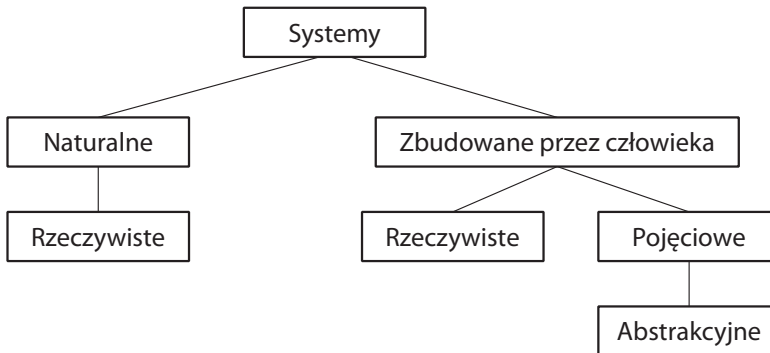 Systemy
Naturalne
Zbudowane przez człowieka
Rzeczywiste
Rzeczywiste
Pojęciowe
Abstrakcyjne